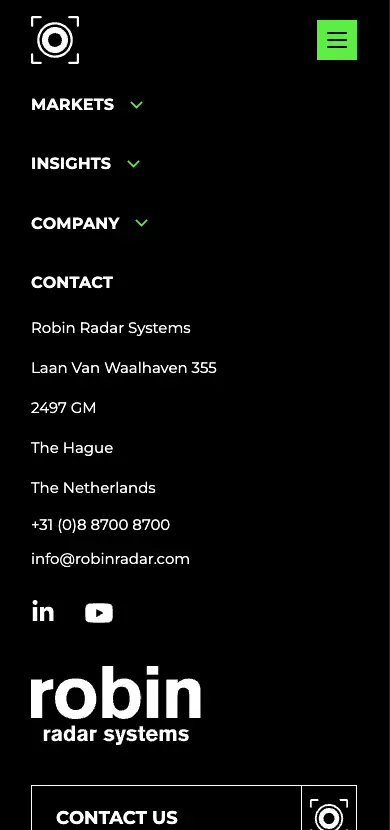 MARKETS
INSIGHTS
COMPANY
CONTACT
Robin Radar Systems
Laan Van Waalhaven 355
2497 GM
The Hague
The Netherlands
+31 (0)8 8700 8700
info@robinradar.com
in
robin
radar systems
CONTACT US